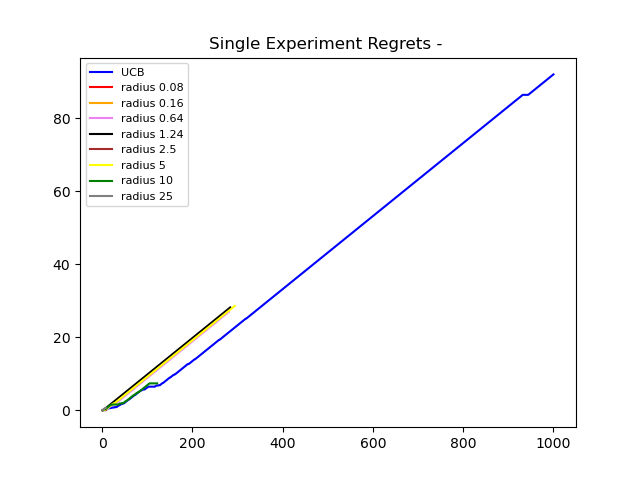 Single Experiment Regrets -
UCB
radius 0.08
radius 0.16
radius 0.64
radius 1.24
radius 2.5
radius 5
radius 10
radius 25
80
60
40
20
0
0 200 400 600 800 1000